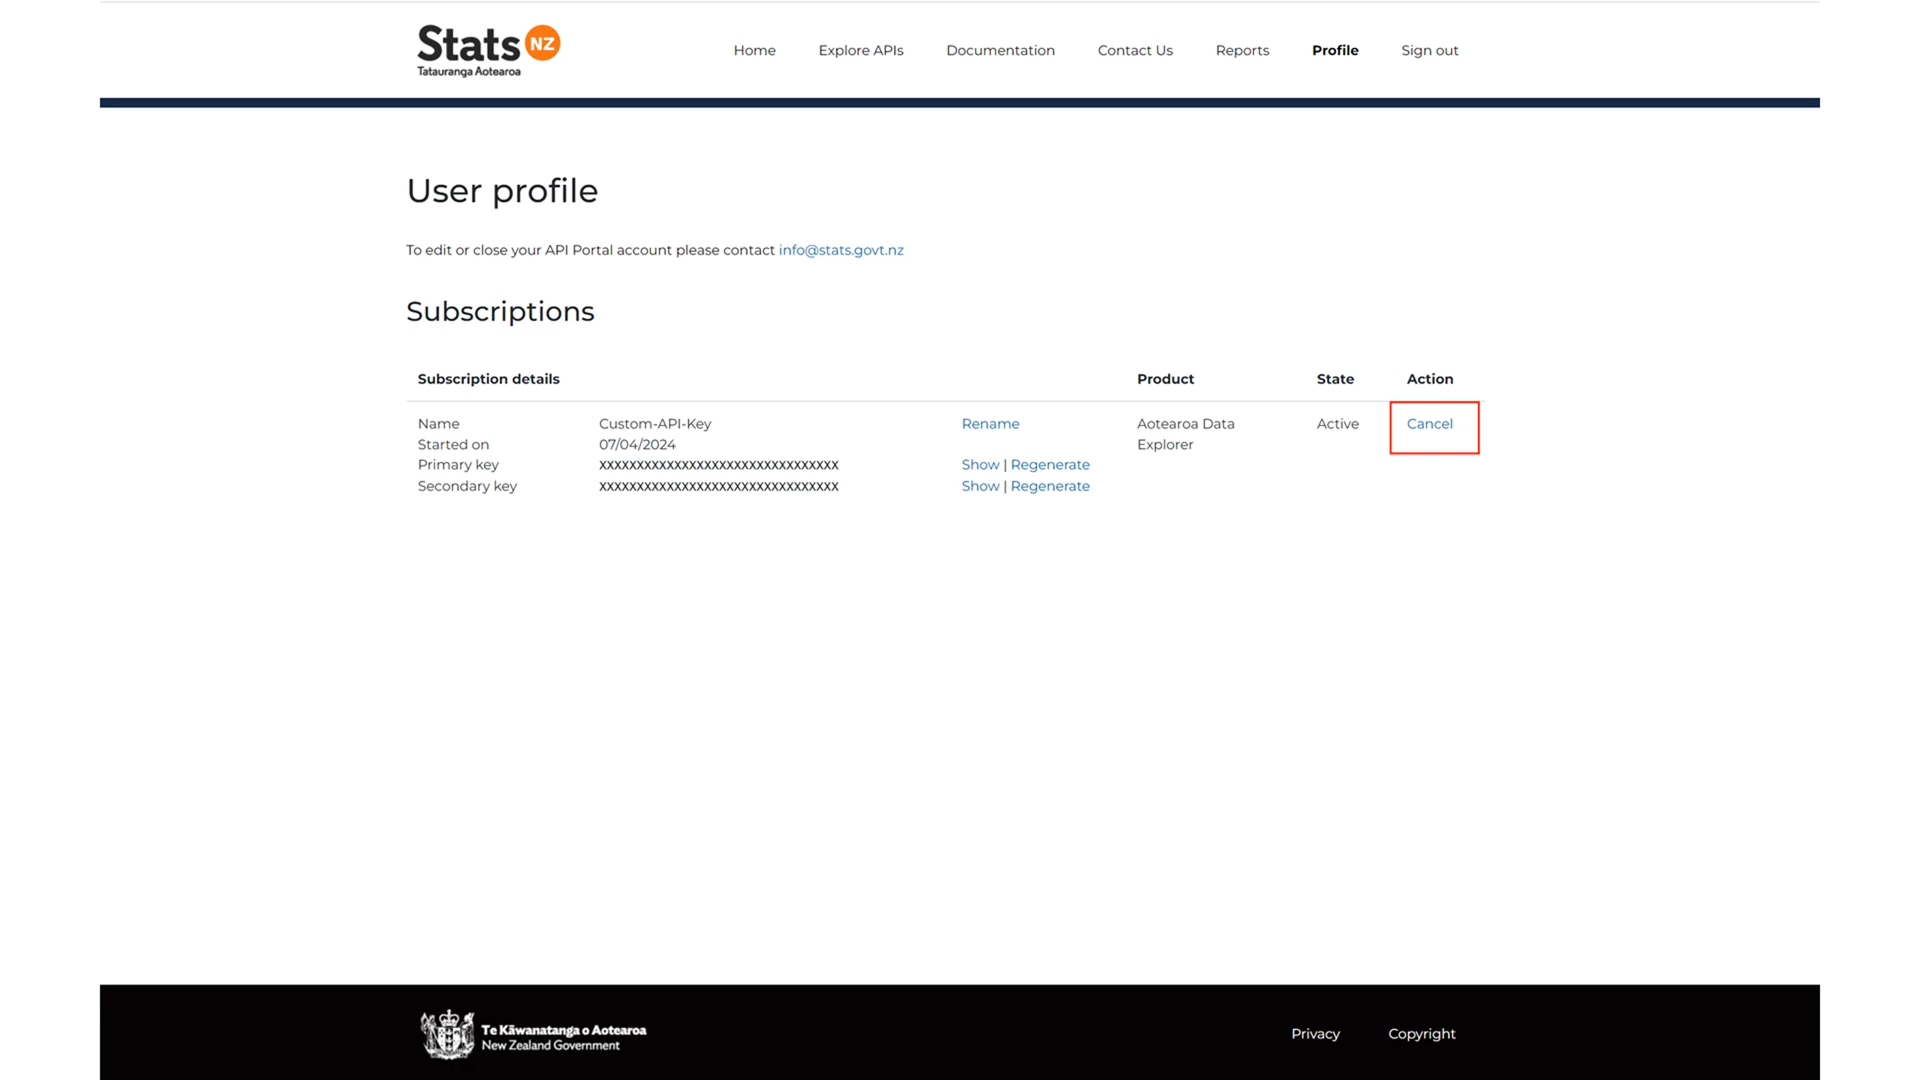 Stats NZ
Tatauranga Aotearoa
Home Explore APIs Documentation Contact Us Reports Profile Sign out
User profile
To edit or close your API Portal account please contact info@stats.govt.nz
Subscriptions
Subscription details Product State Action
Name Custom-API-Key Rename Aotearoa Data Explorer Active Cancel
Started on 07/04/2024
Primary key XXXXXXXXXXXXXXXXXXXXXXXXXXXXXXXX Show | Regenerate
Secondary key XXXXXXXXXXXXXXXXXXXXXXXXXXXXXXXX Show | Regenerate
Te Kāwanatanga o Aotearoa
New Zealand Government
Privacy Copyright